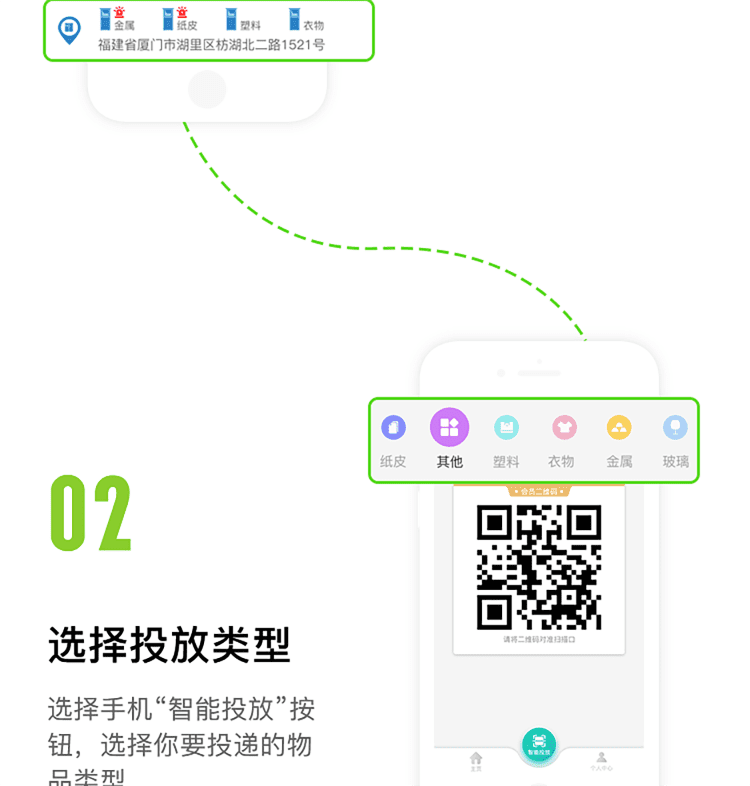 金属 纸皮 塑料 衣物
福建省厦门市湖里区枋湖北二路1521号
纸皮 其他 塑料 衣物 金属 玻璃
会员二维码
请将二维码对准扫描口
02
选择投放类型
选择手机“智能投放”按
钮，选择你要投递的物
品类型
智能投放
主页 个人中心